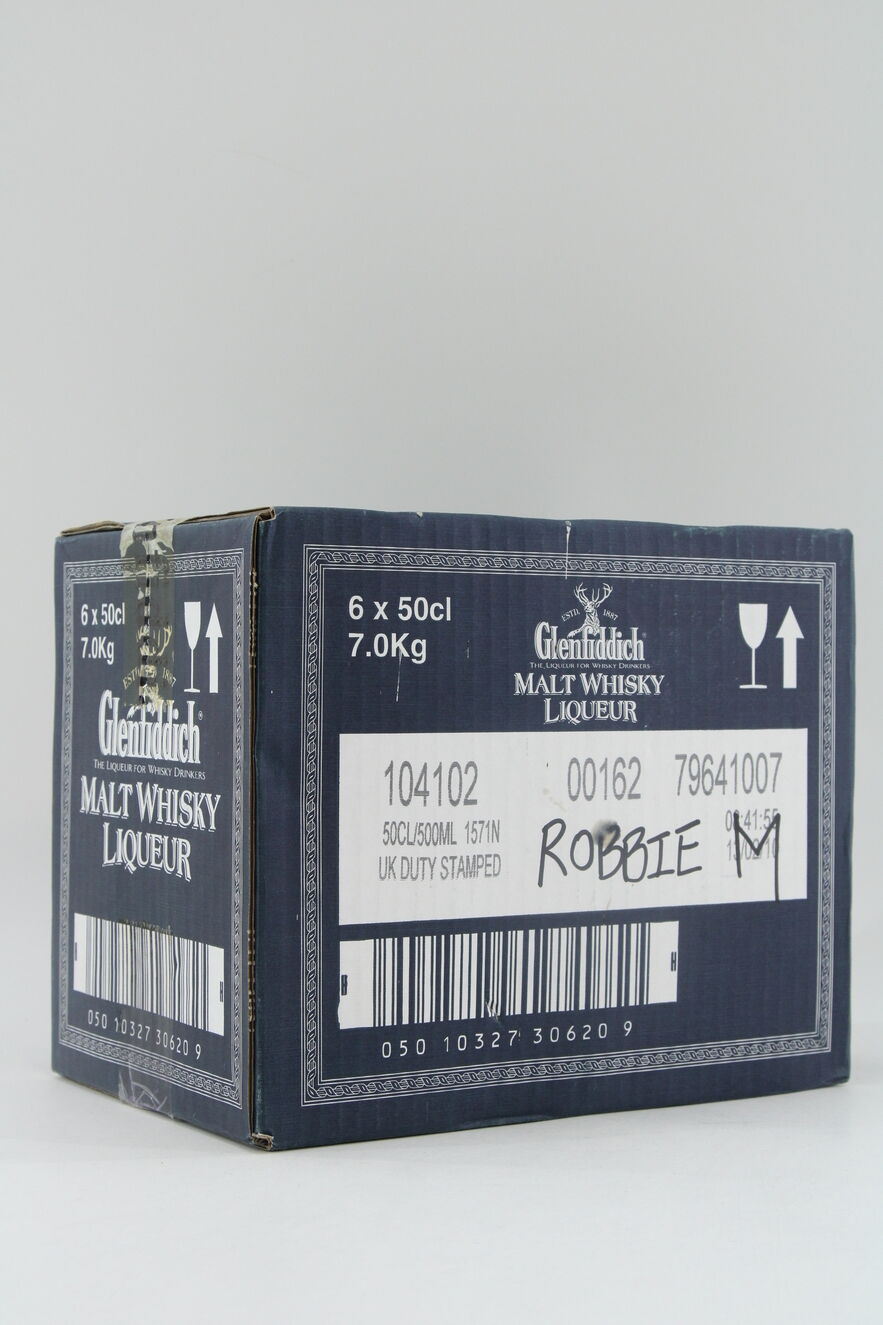 6 x 50cl
7.0Kg
ESTD. 1887
Glenfiddich®
THE LIQUEUR FOR WHISKY DRINKERS
MALT WHISKY
LIQUEUR
050 10327 30620 9
6 x 50cl
7.0Kg
ESTD. 1887
Glenfiddich®
THE LIQUEUR FOR WHISKY DRINKERS
MALT WHISKY
LIQUEUR
104102 00162 79641007
50CL/500ML 1571N
UK DUTY STAMPED
ROBBIE M
H H
050 10327 30620 9